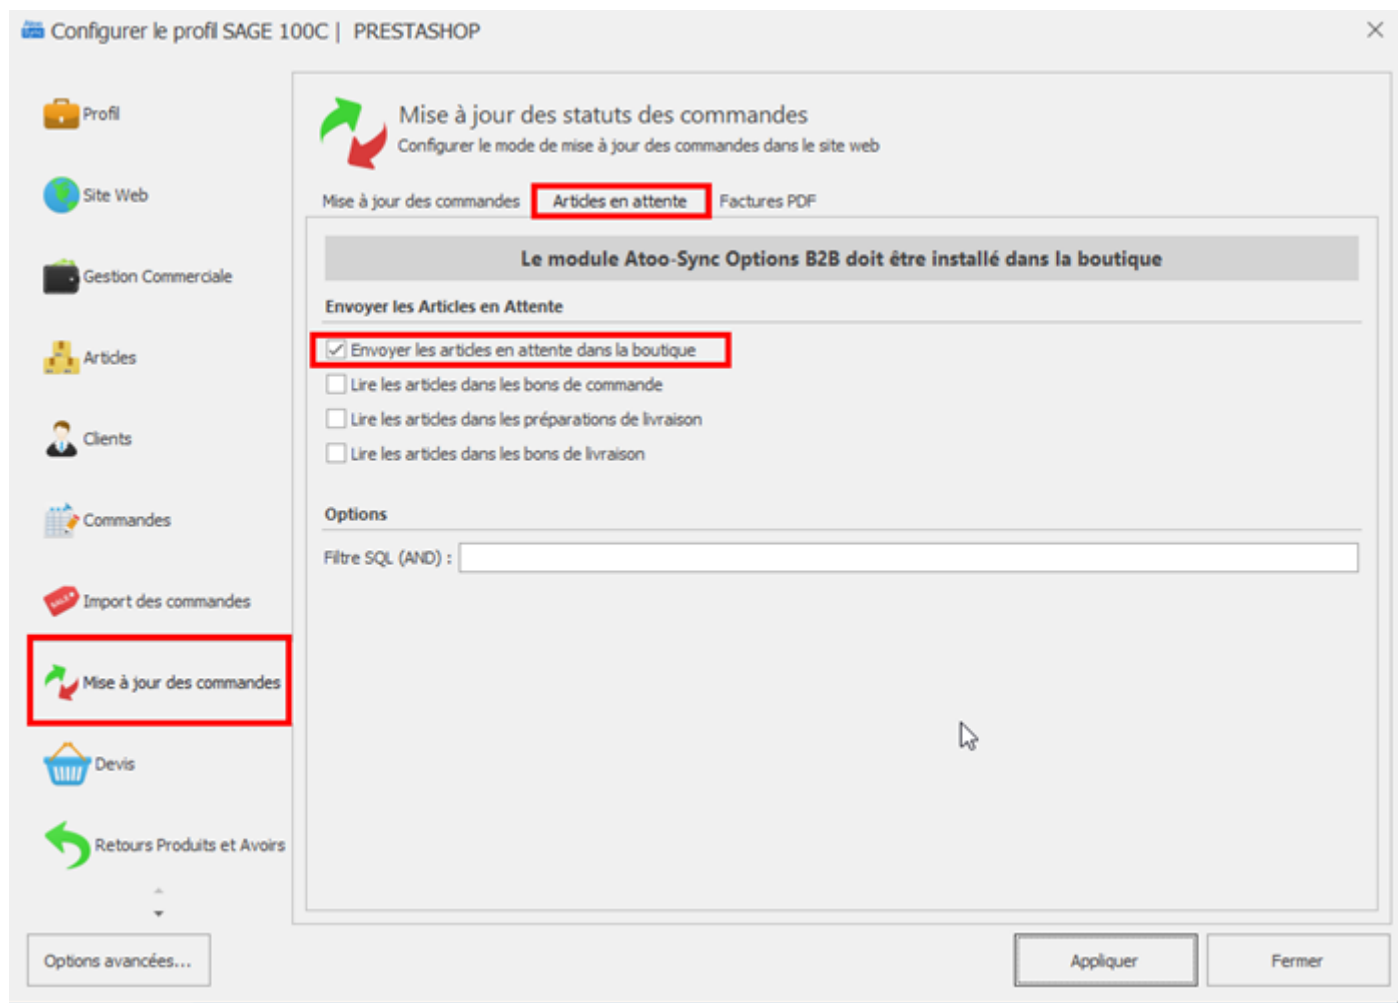 Configurer le profil SAGE 100C | PRESTASHOP
Profil
Site Web
Gestion Commerciale
Articles
Clients
Commandes
Import des commandes
Mise à jour des commandes
Devis
Retours Produits et Avoirs
Options avancées...
Mise à jour des statuts des commandes
Configurer le mode de mise à jour des commandes dans le site web
Mise à jour des commandes Articles en attente Factures PDF
Le module Atoo-Sync Options B2B doit être installé dans la boutique
Envoyer les Articles en Attente
Envoyer les articles en attente dans la boutique
Lire les articles dans les bons de commande
Lire les articles dans les préparations de livraison
Lire les articles dans les bons de livraison
Options
Filtre SQL (AND) :
Appliquer Fermer